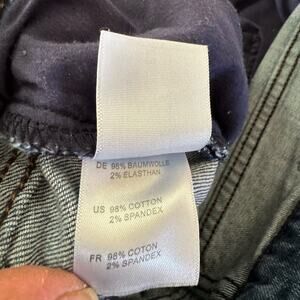 DE 98% BAUMWOLLE
2% ELASTHAN
US 98% COTTON
2% SPANDEX
FR 98% COTON
2% SPANDEX